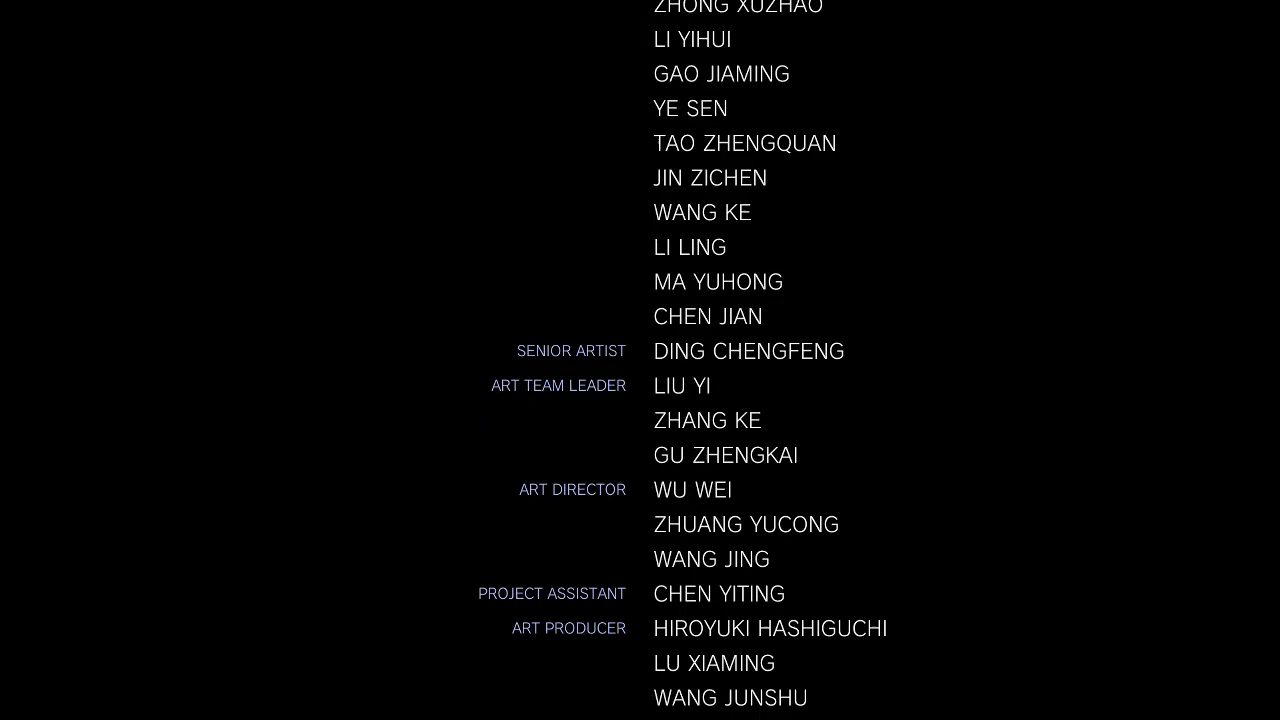 ZHONG XUZHAO
LI YIHUI
GAO JIAMING
YE SEN
TAO ZHENGQUAN
JIN ZICHEN
WANG KE
LI LING
MA YUHONG
CHEN JIAN
SENIOR ARTIST DING CHENGFENG
ART TEAM LEADER LIU YI
ZHANG KE
GU ZHENGKAI
ART DIRECTOR WU WEI
ZHUANG YUCONG
WANG JING
PROJECT ASSISTANT CHEN YITING
ART PRODUCER HIROYUKI HASHIGUCHI
LU XIAMING
WANG JUNSHU